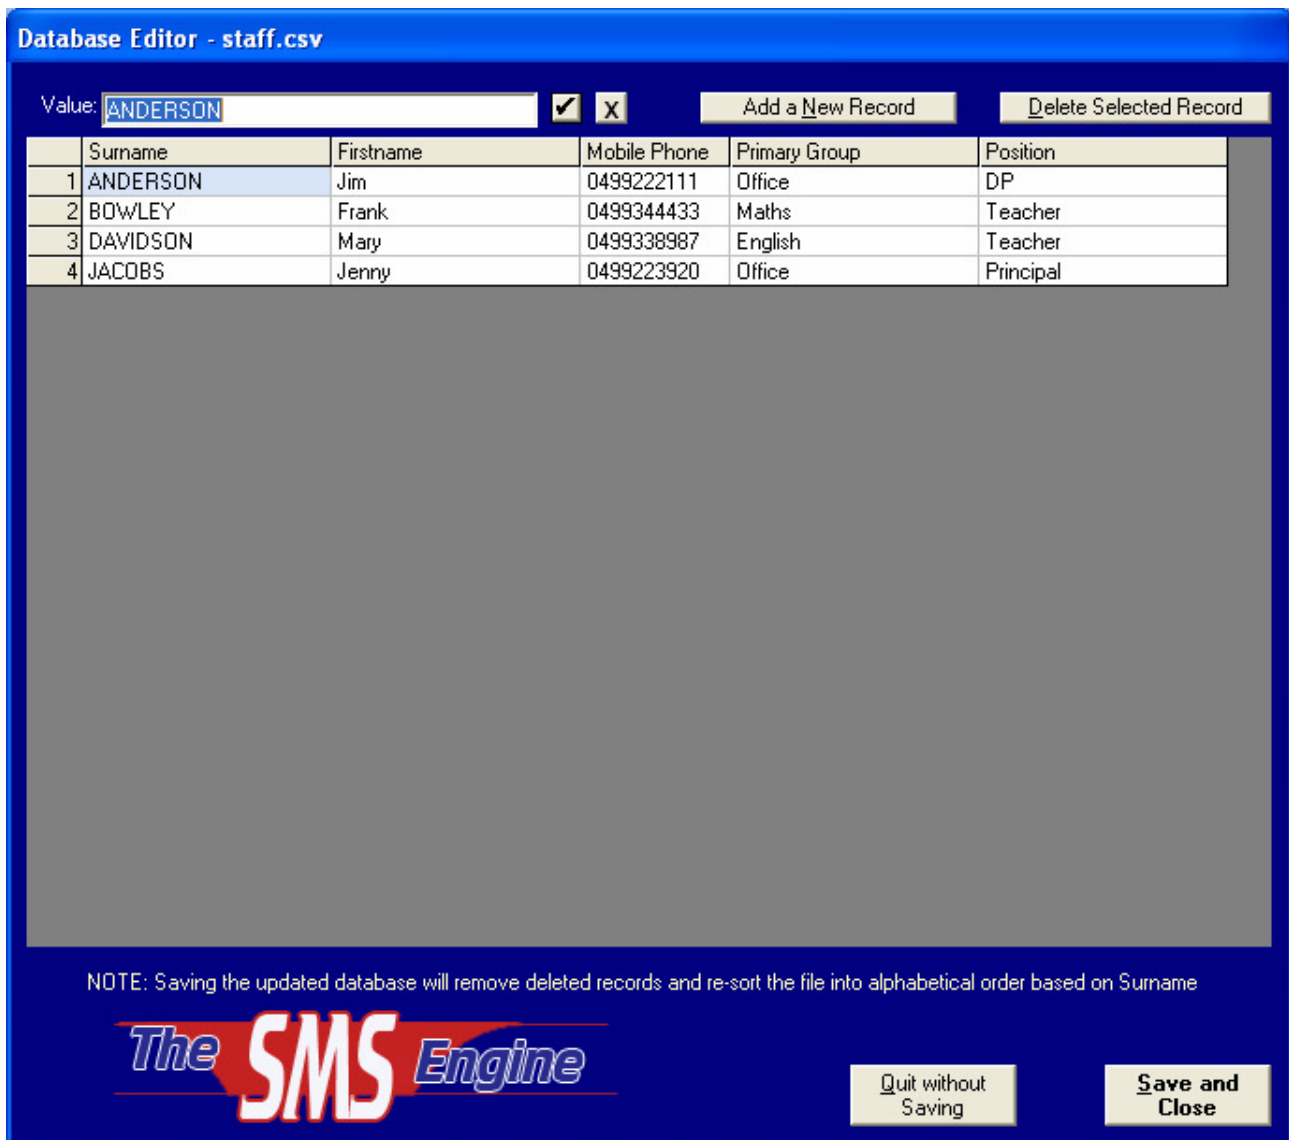 Database Editor - staff.csv
Value: ANDERSON X Add a New Record Delete Selected Record
Surname Firstname Mobile Phone Primary Group Position
1 ANDERSON Jim 0499222111 Office DP
2 BOWLEY Frank 0499344433 Maths Teacher
3 DAVIDSON Mary 0499338987 English Teacher
4 JACOBS Jenny 0499223920 Office Principal
NOTE: Saving the updated database will remove deleted records and re-sort the file into alphabetical order based on Surname
The SMS Engine
Quit without
Saving
Save and
Close